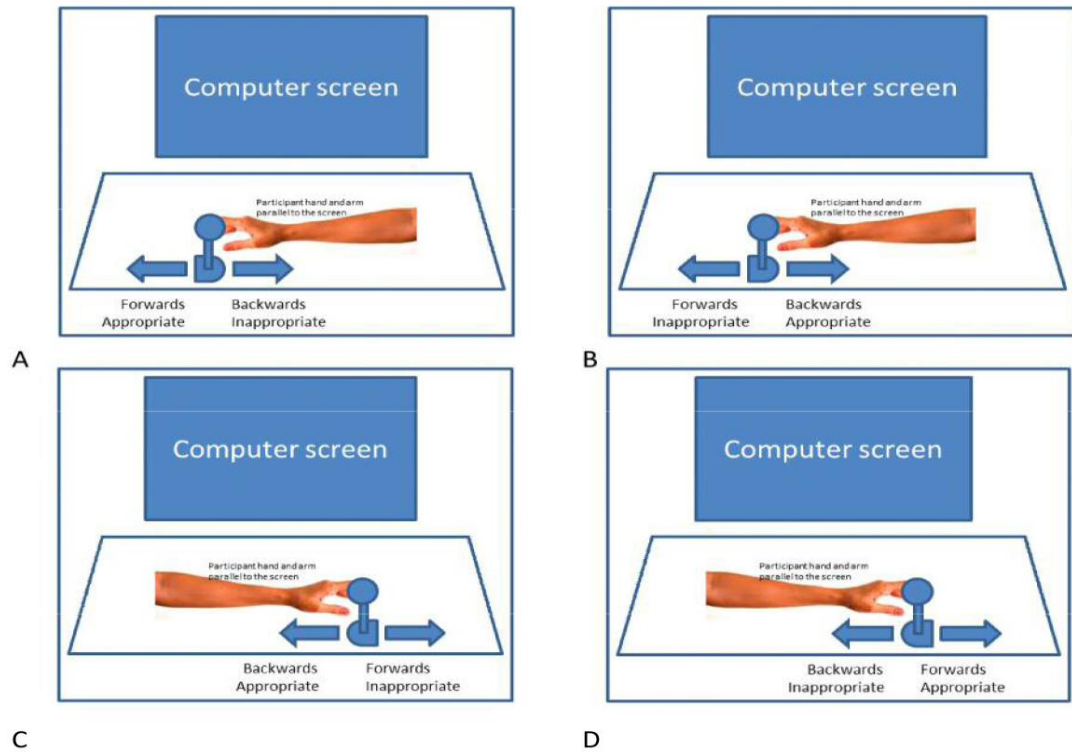 Computer screen
Participant hand and arm
parallel to the screen
Forwards Backwards
Appropriate Inappropriate
A
Computer screen
Participant hand and arm
parallel to the screen
Forwards Backwards
Inappropriate Appropriate
B
Computer screen
Participant hand and arm
parallel to the screen
Backwards Forwards
Appropriate Inappropriate
C
Computer screen
Participant hand and arm
parallel to the screen
Backwards Forwards
Inappropriate Appropriate
D